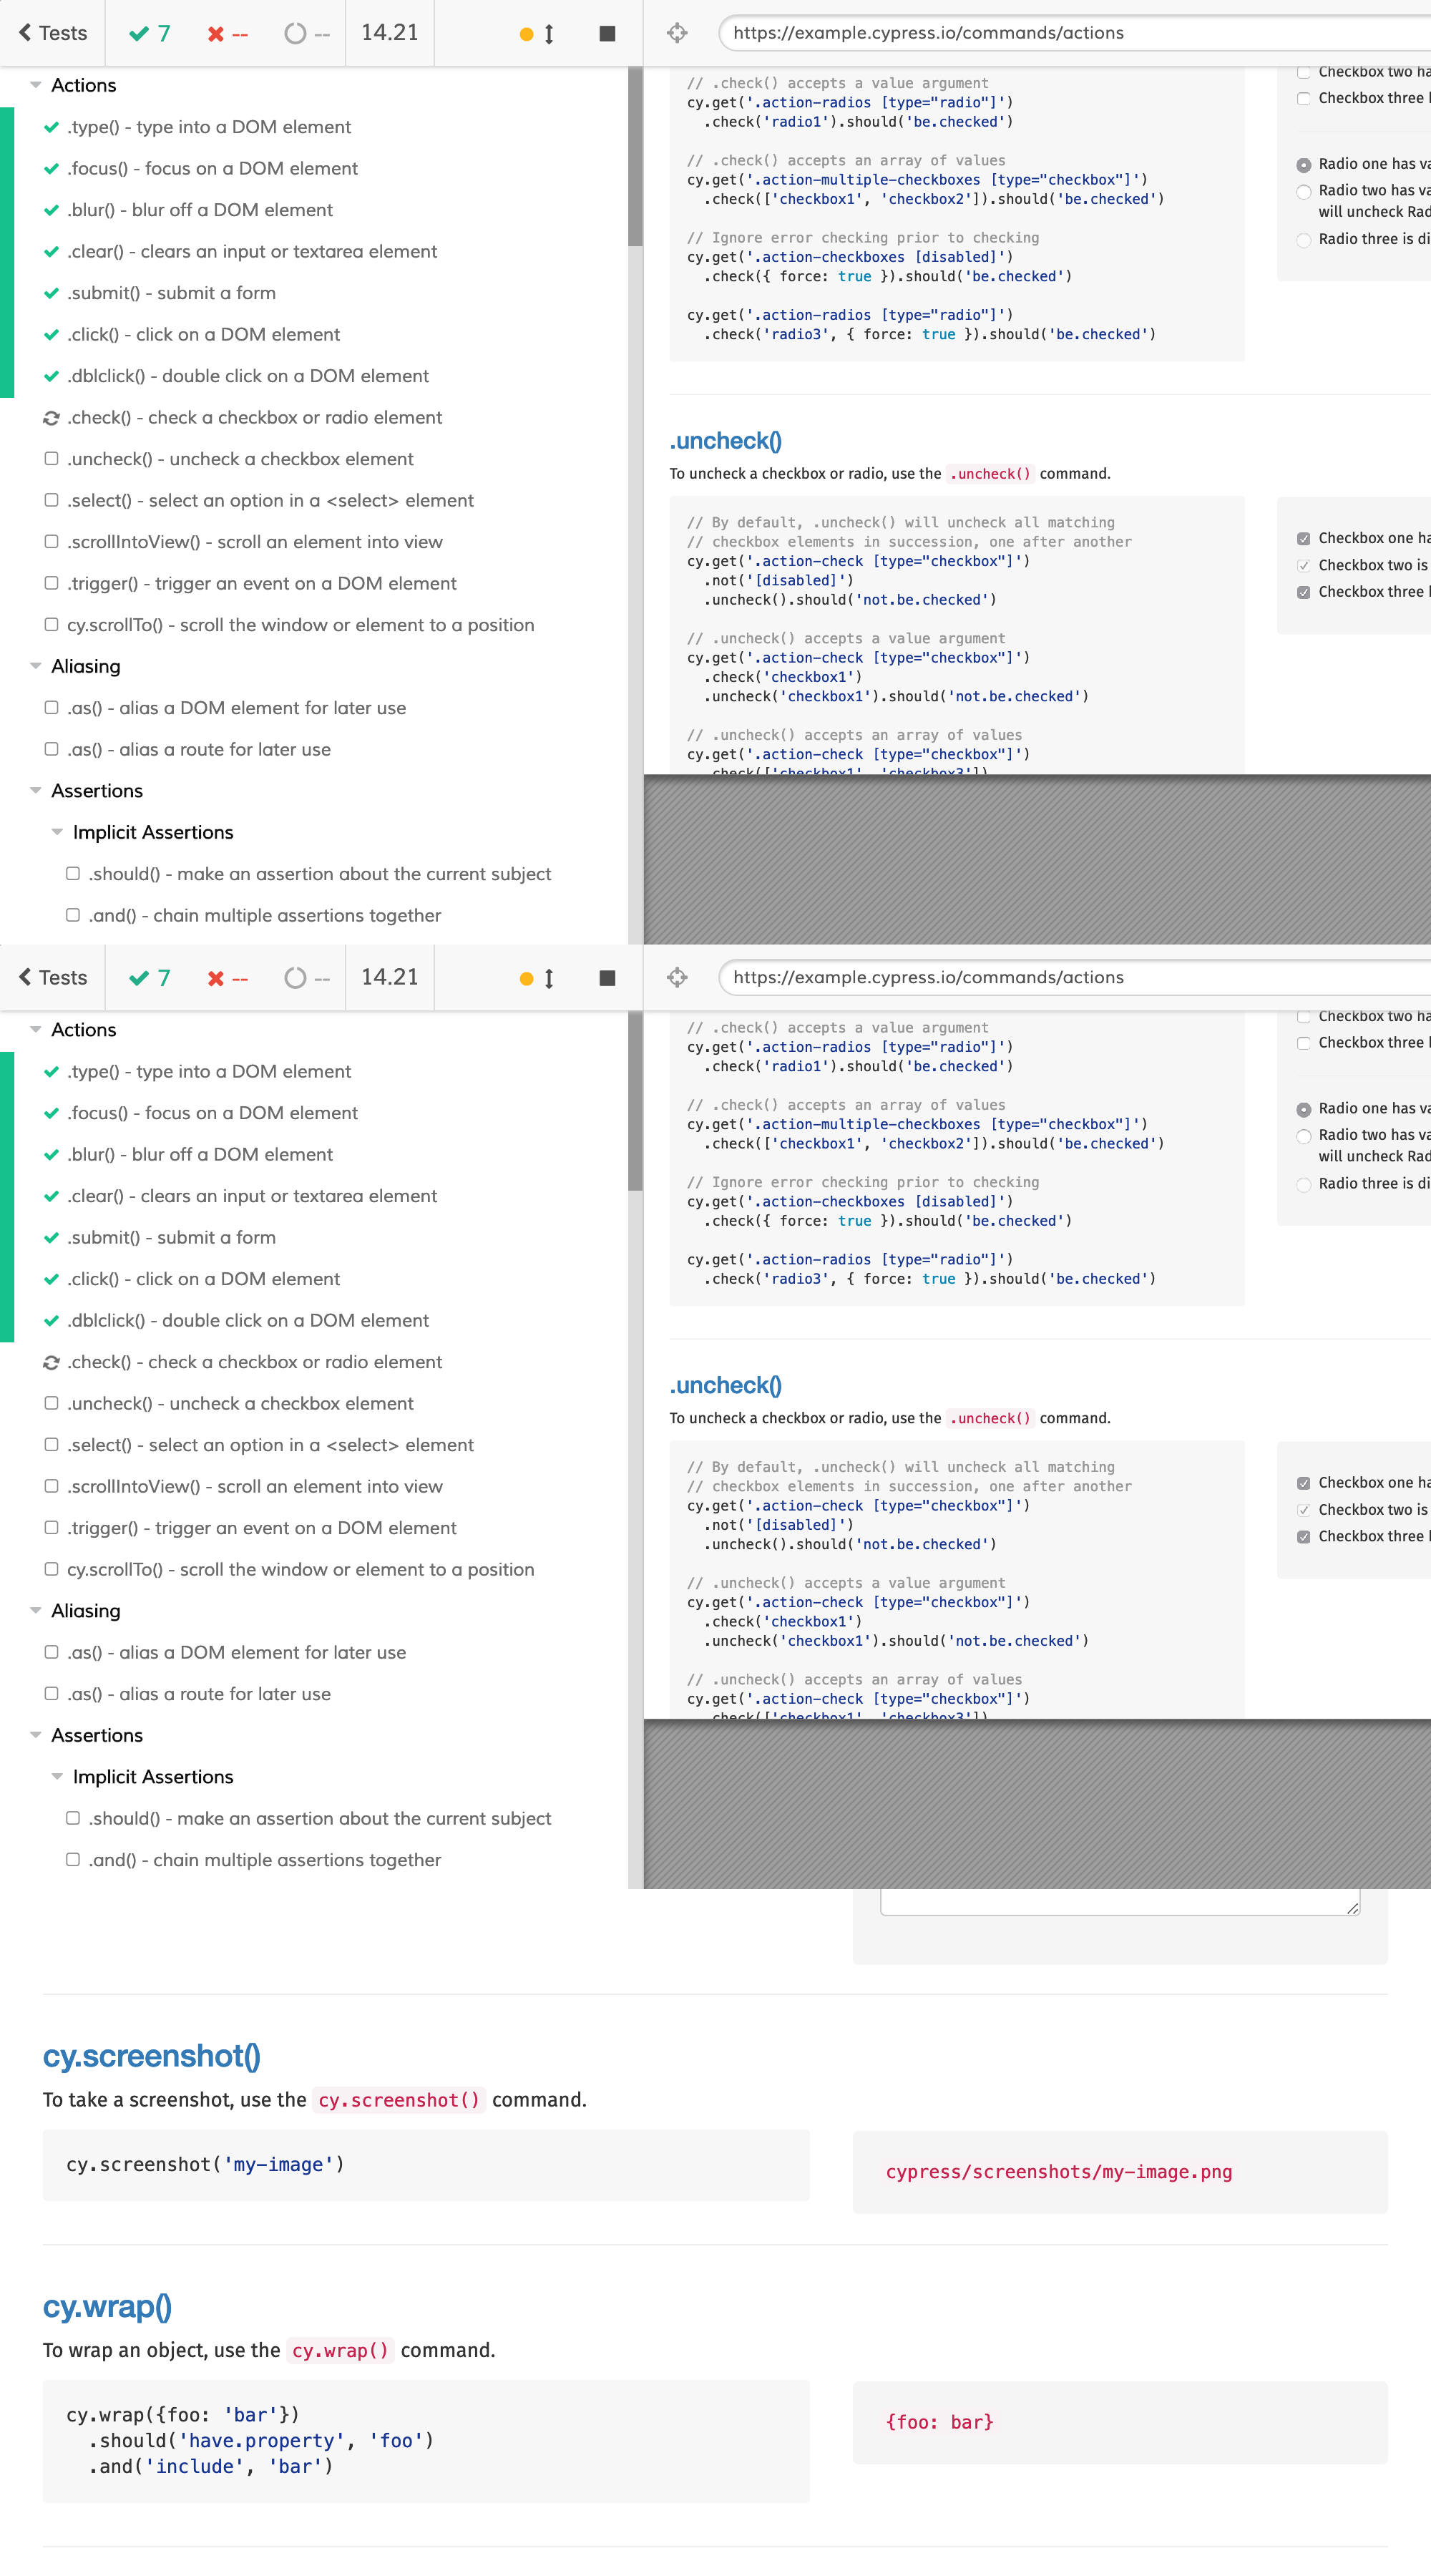 Tests 7 -- -- 14.21
Actions
.type() - type into a DOM element
.focus() - focus on a DOM element
.blur() - blur off a DOM element
.clear() - clears an input or textarea element
.submit() - submit a form
.click() - click on a DOM element
.dblclick() - double click on a DOM element
.check() - check a checkbox or radio element
.uncheck() - uncheck a checkbox element
.select() - select an option in a <select> element
.scrollIntoView() - scroll an element into view
.trigger() - trigger an event on a DOM element
cy.scrollTo() - scroll the window or element to a position
Aliasing
.as() - alias a DOM element for later use
.as() - alias a route for later use
Assertions
Implicit Assertions
.should() - make an assertion about the current subject
.and() - chain multiple assertions together
https://example.cypress.io/commands/actions
// .check() accepts a value argument
cy.get('.action-radios [type="radio"]')
.check('radio1').should('be.checked')
// .check() accepts an array of values
cy.get('.action-multiple-checkboxes [type="checkbox"]')
.check(['checkbox1', 'checkbox2']).should('be.checked')
// Ignore error checking prior to checking
cy.get('.action-checkboxes [disabled]')
.check({ force: true }).should('be.checked')
cy.get('.action-radios [type="radio"]')
.check('radio3', { force: true }).should('be.checked')
Checkbox two ha
Checkbox three
Radio one has va
Radio two has va
will uncheck Rad
Radio three is di
.uncheck()
To uncheck a checkbox or radio, use the .uncheck() command.
// By default, .uncheck() will uncheck all matching
// checkbox elements in succession, one after another
cy.get('.action-check [type="checkbox"]')
.not('[disabled]')
.uncheck().should('not.be.checked')
// .uncheck() accepts a value argument
cy.get('.action-check [type="checkbox"]')
.check('checkbox1')
.uncheck('checkbox1').should('not.be.checked')
// .uncheck() accepts an array of values
cy.get('.action-check [type="checkbox"]')
.check(['checkbox1', 'checkbox3'])
Checkbox one ha
Checkbox two is
Checkbox three
Tests 7 -- -- 14.21
Actions
.type() - type into a DOM element
.focus() - focus on a DOM element
.blur() - blur off a DOM element
.clear() - clears an input or textarea element
.submit() - submit a form
.click() - click on a DOM element
.dblclick() - double click on a DOM element
.check() - check a checkbox or radio element
.uncheck() - uncheck a checkbox element
.select() - select an option in a <select> element
.scrollIntoView() - scroll an element into view
.trigger() - trigger an event on a DOM element
cy.scrollTo() - scroll the window or element to a position
Aliasing
.as() - alias a DOM element for later use
.as() - alias a route for later use
Assertions
Implicit Assertions
.should() - make an assertion about the current subject
.and() - chain multiple assertions together
https://example.cypress.io/commands/actions
// .check() accepts a value argument
cy.get('.action-radios [type="radio"]')
.check('radio1').should('be.checked')
// .check() accepts an array of values
cy.get('.action-multiple-checkboxes [type="checkbox"]')
.check(['checkbox1', 'checkbox2']).should('be.checked')
// Ignore error checking prior to checking
cy.get('.action-checkboxes [disabled]')
.check({ force: true }).should('be.checked')
cy.get('.action-radios [type="radio"]')
.check('radio3', { force: true }).should('be.checked')
Checkbox two ha
Checkbox three
Radio one has va
Radio two has va
will uncheck Rad
Radio three is di
.uncheck()
To uncheck a checkbox or radio, use the .uncheck() command.
// By default, .uncheck() will uncheck all matching
// checkbox elements in succession, one after another
cy.get('.action-check [type="checkbox"]')
.not('[disabled]')
.uncheck().should('not.be.checked')
// .uncheck() accepts a value argument
cy.get('.action-check [type="checkbox"]')
.check('checkbox1')
.uncheck('checkbox1').should('not.be.checked')
// .uncheck() accepts an array of values
cy.get('.action-check [type="checkbox"]')
.check(['checkbox1', 'checkbox3'])
Checkbox one ha
Checkbox two is
Checkbox three
cy.screenshot()
To take a screenshot, use the cy.screenshot() command.
cy.screenshot('my-image')
cypress/screenshots/my-image.png
cy.wrap()
To wrap an object, use the cy.wrap() command.
cy.wrap({foo: 'bar'})
.should('have.property', 'foo')
.and('include', 'bar')
{foo: bar}